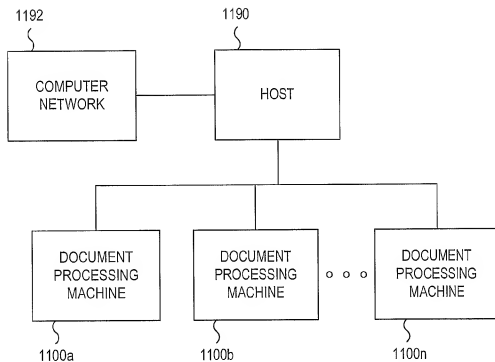 1192
1190
COMPUTER
NETWORK
HOST
DOCUMENT
PROCESSING
MACHINE
DOCUMENT
PROCESSING
MACHINE
DOCUMENT
PROCESSING
MACHINE
1100a
1100b
1100n